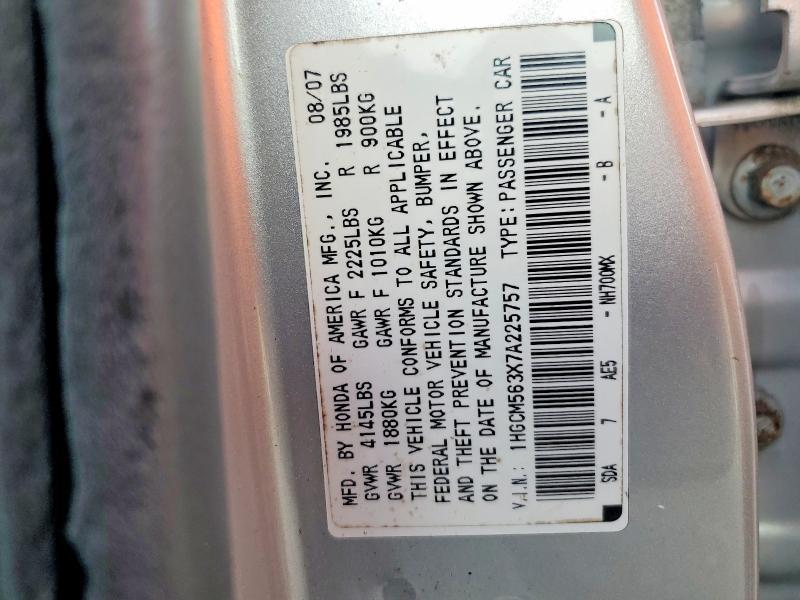 MFD. BY HONDA OF AMERICA MFG., INC. 08/07
GVWR 4145LBS GAWR F 2225LBS R 1985LBS
GVWR 1880KG GAWR F 1010KG R 900KG
THIS VEHICLE CONFORMS TO ALL APPLICABLE
FEDERAL MOTOR VEHICLE SAFETY, BUMPER,
AND THEFT PREVENTION STANDARDS IN EFFECT
ON THE DATE OF MANUFACTURE SHOWN ABOVE.
V.I.N.: 1HGCM563X7A225757 TYPE: PASSENGER CAR
SDA 7 AE5 - NH700MX - B - A